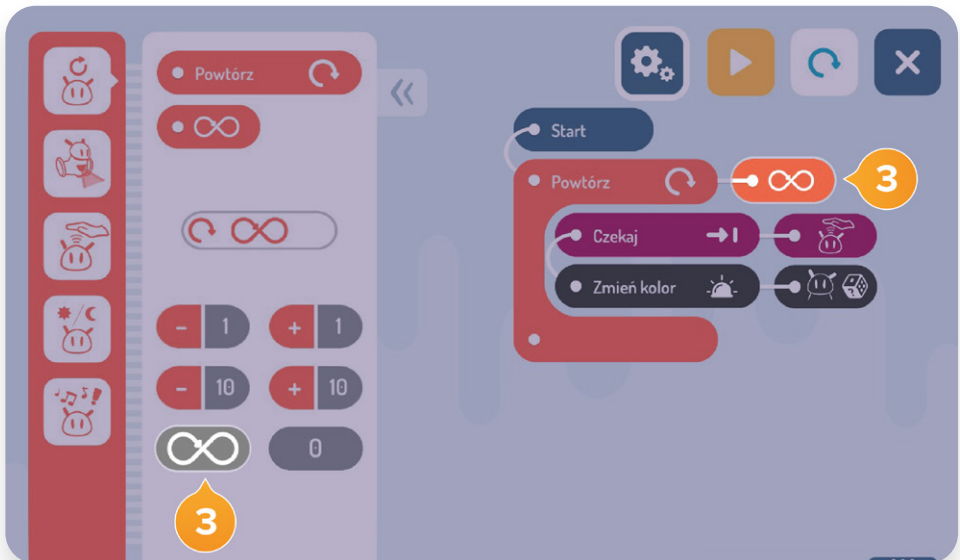 Powtórz
Start
Powtórz
3
Czekaj
Zmień kolor
- 1
+ 1
- 10
+ 10
0
3